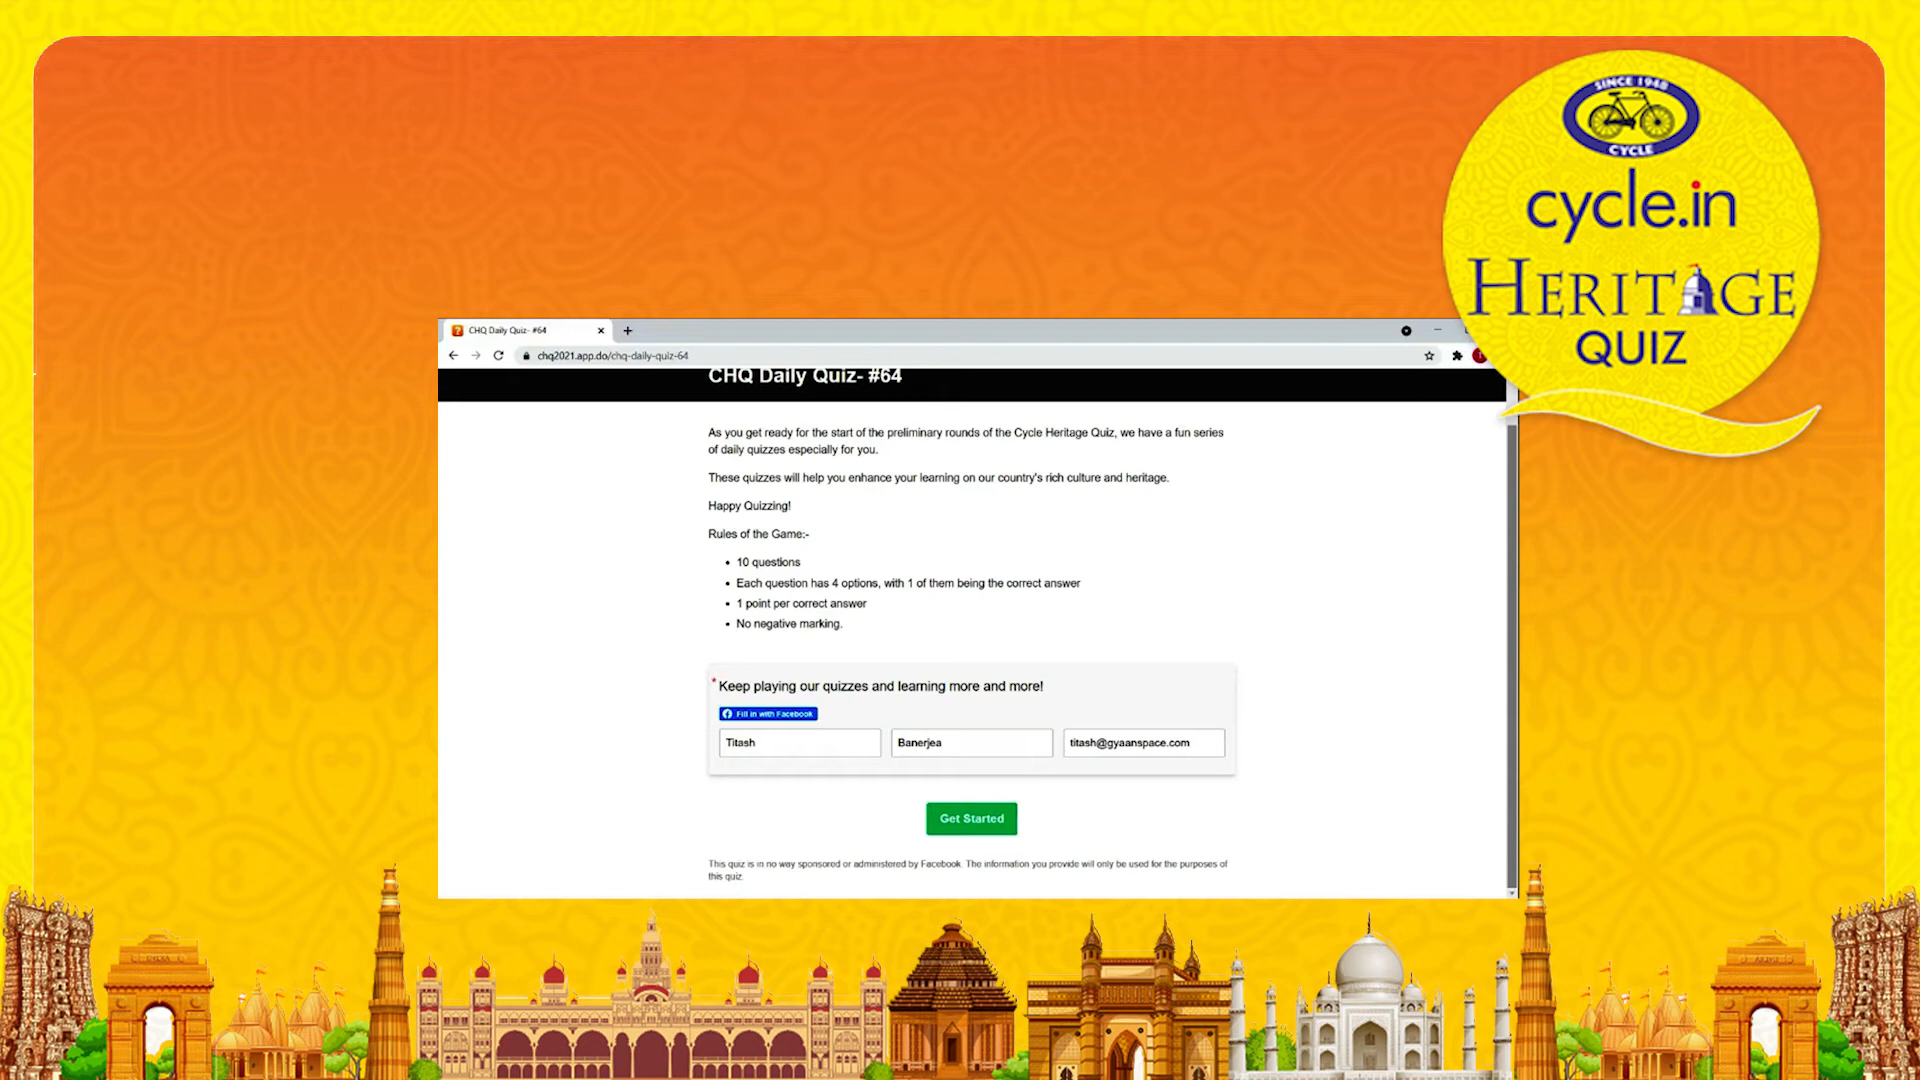 SINCE 1948
CYCLE
cycle.in
HERITAGE
QUIZ
CHQ Daily Quiz- #64
chq2021.app.do/chq-daily-quiz-64
CHQ Daily Quiz- #64
As you get ready for the start of the preliminary rounds of the Cycle Heritage Quiz, we have a fun series
of daily quizzes especially for you.
These quizzes will help you enhance your learning on our country's rich culture and heritage.
Happy Quizzing!
Rules of the Game:-
• 10 questions
• Each question has 4 options, with 1 of them being the correct answer
• 1 point per correct answer
• No negative marking.
* Keep playing our quizzes and learning more and more!
Fill in with Facebook
Titash
Banerjea
titash@gyaanspace.com
Get Started
This quiz is in no way sponsored or administered by Facebook. The information you provide will only be used for the purposes of
this quiz.